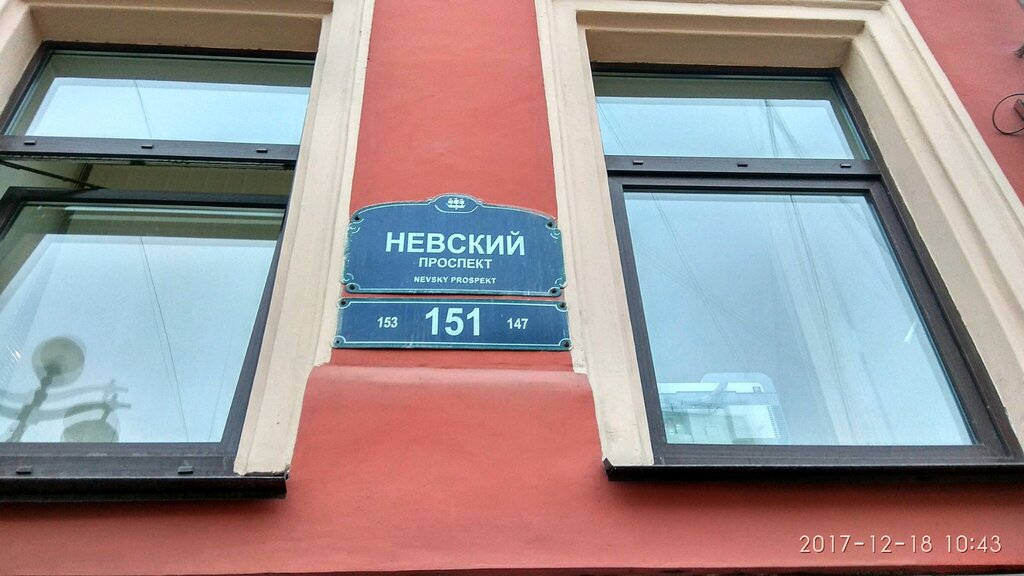 НЕВСКИЙ
ПРОСПЕКТ
NEVSKY PROSPEKT
153 151 147
2017-12-18 10:43